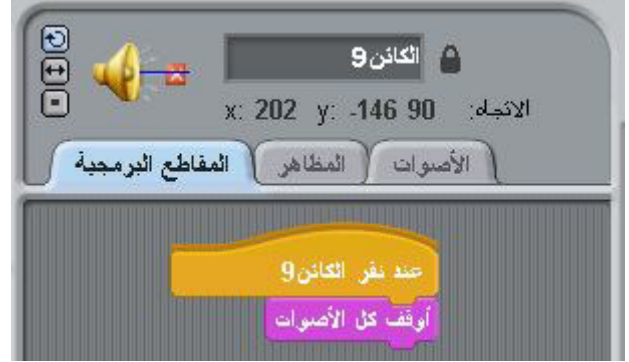 الكائن9
الاتجاه: 90 x: 202 y: -146
الأصوات المظاهر المقاطع البرمجية
عند نقر الكائن9
أوقف كل الأصوات